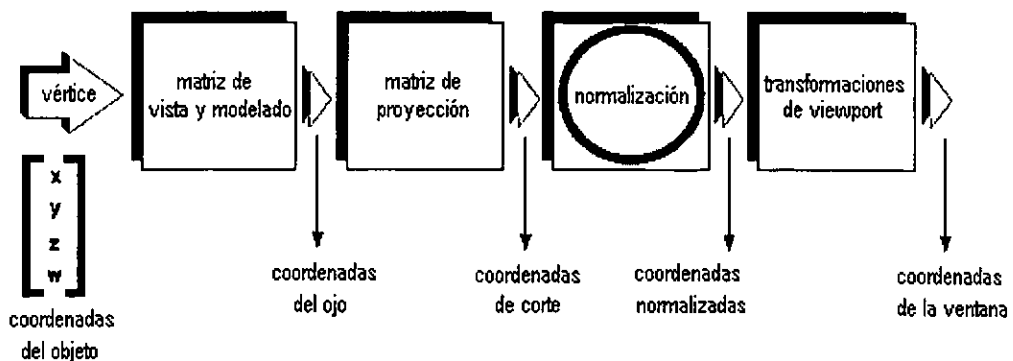 vértice
matriz de
vista y modelado
matriz de
proyección
normalización
transformaciones
de viewport
x
y
z
w
coordenadas
del objeto
coordenadas
del ojo
coordenadas
de corte
coordenadas
normalizadas
coordenadas
de la ventana